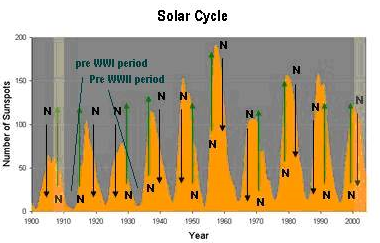 Solar Cycle
200
150
100
50
0
Number of Sunspots
pre WWI period
Pre WWII period
N N N N N N N N N N N
N N N N N N N N N N N
1900 1910 1920 1930 1940 1950 1960 1970 1980 1990 2000
Year